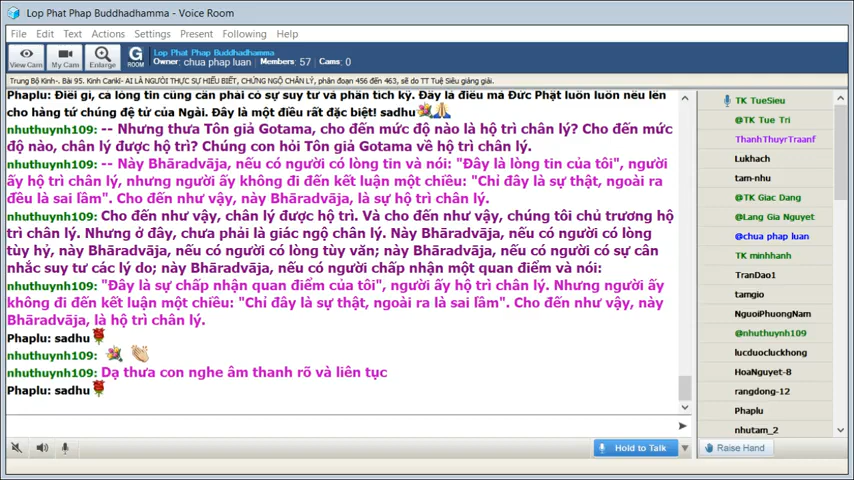 Lop Phat Phap Buddhadhamma - Voice Room
File Edit Text Actions Settings Present Following Help
View Cam My Cam Enlarge ROOM
Lop Phat Phap Buddhadhamma
Owner: chua phap luan Members: 57 Cams: 0
Trung Bộ Kinh-. Bài 95. Kinh Cankì- AI LÀ NGƯỜI THỰC SỰ HIỂU BIẾT, CHỨNG NGỘ CHÂN LÝ, phân đoạn 456 đến 463, sẽ do TT Tuệ Siêu giảng giải.
Phaplu: Điều gì, cả lòng tin cũng cần phải có sự suy tư và phân tích kỹ. Đây là điều mà Đức Phật luôn luôn nêu lên
cho hàng tứ chúng đệ tử của Ngài. Đây là một điều rất đặc biệt! sadhu
nhuthuynh109: -- Nhưng thưa Tôn giả Gotama, cho đến mức độ nào là hộ trì chân lý? Cho đến mức
độ nào, chân lý được hộ trì? Chúng con hỏi Tôn giả Gotama về hộ trì chân lý.
nhuthuynh109: -- Này Bhāradvāja, nếu có người có lòng tin và nói: "Đây là lòng tin của tôi", người
ấy hộ trì chân lý, nhưng người ấy không đi đến kết luận một chiều: "Chỉ đây là sự thật, ngoài ra
đều là sai lầm". Cho đến như vậy, này Bhāradvāja, là sự hộ trì chân lý.
nhuthuynh109: Cho đến như vậy, chân lý được hộ trì. Và cho đến như vậy, chúng tôi chủ trương hộ
trì chân lý. Nhưng ở đây, chưa phải là giác ngộ chân lý. Này Bhāradvāja, nếu có người có lòng
tùy hỷ, này Bhāradvāja, nếu có người có lòng tùy văn; này Bhāradvāja, nếu có người có sự cân
nhắc suy tư các lý do; này Bhāradvāja, nếu có người chấp nhận một quan điểm và nói:
nhuthuynh109: "Đây là sự chấp nhận quan điểm của tôi", người ấy hộ trì chân lý. Nhưng người ấy
không đi đến kết luận một chiều: "Chỉ đây là sự thật, ngoài ra là sai lầm". Cho đến như vậy, này
Bhāradvāja, là hộ trì chân lý.
Phaplu: sadhu
nhuthuynh109:
nhuthuynh109: Dạ thưa con nghe âm thanh rõ và liên tục
Phaplu: sadhu
Hold to Talk
TK TueSieu
@TK Tue Tri
ThanhThuyrTraanf
Lukhach
tam-nhu
@TK Giac Dang
@Lang Gia Nguyet
@chua phap luan
TK minhhanh
TranDao1
tamgio
NguoiPhuongNam
@nhuthuynh109
lucduocluckhong
HoaNguyet-8
rangdong-12
Phaplu
nhutam_2
Raise Hand